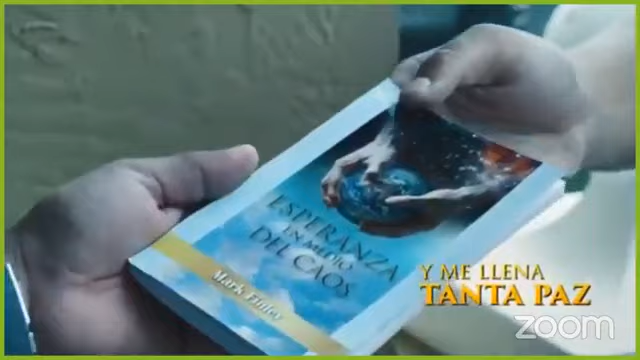 ESPERANZA
EN MEDIO
DEL CAOS
Mark Finley
Y ME LLENA
TANTA PAZ
zoom